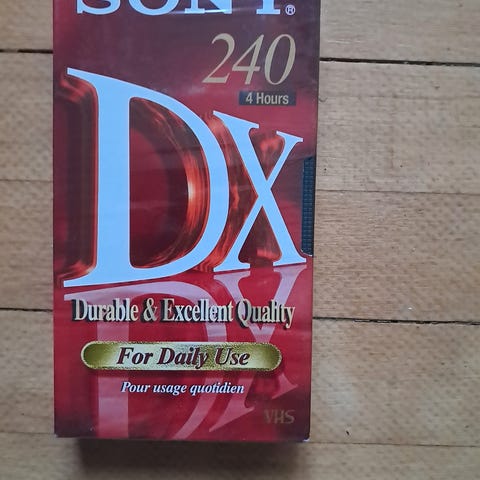 SONY®
240
4 Hours
DX
Durable & Excellent Quality
For Daily Use
Pour usage quotidien
VHS